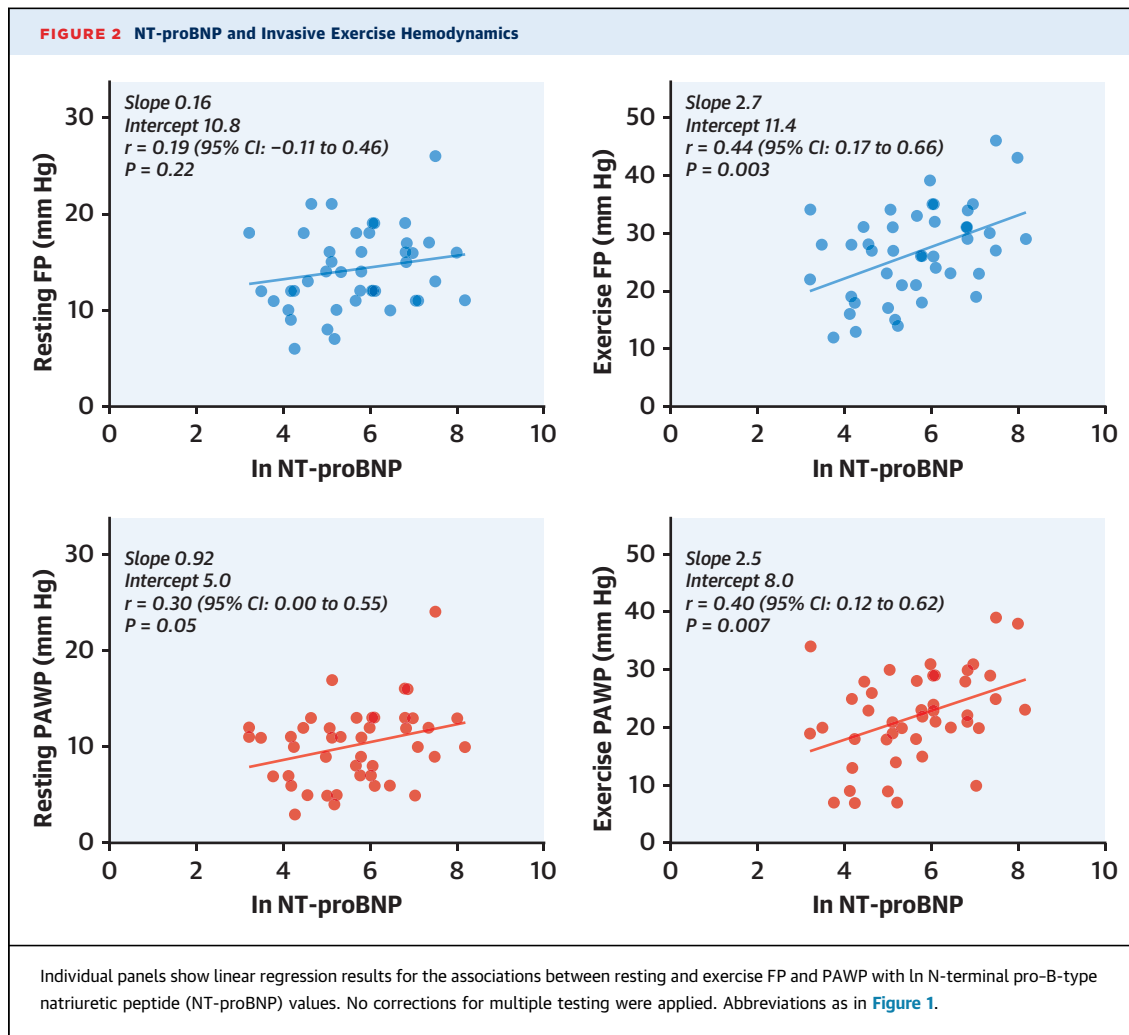 FIGURE 2 NT-proBNP and Invasive Exercise Hemodynamics
Slope 0.16
Intercept 10.8
r = 0.19 (95% CI: −0.11 to 0.46)
P = 0.22
30
20
10
0
Resting FP (mm Hg)
0 2 4 6 8 10
ln NT-proBNP
Slope 2.7
Intercept 11.4
r = 0.44 (95% CI: 0.17 to 0.66)
P = 0.003
50
40
30
20
10
0
Exercise FP (mm Hg)
0 2 4 6 8 10
ln NT-proBNP
Slope 0.92
Intercept 5.0
r = 0.30 (95% CI: 0.00 to 0.55)
P = 0.05
30
20
10
0
Resting PAWP (mm Hg)
0 2 4 6 8 10
ln NT-proBNP
Slope 2.5
Intercept 8.0
r = 0.40 (95% CI: 0.12 to 0.62)
P = 0.007
50
40
30
20
10
0
Exercise PAWP (mm Hg)
0 2 4 6 8 10
ln NT-proBNP
Individual panels show linear regression results for the associations between resting and exercise FP and PAWP with ln N-terminal pro–B-type
natriuretic peptide (NT-proBNP) values. No corrections for multiple testing were applied. Abbreviations as in Figure 1.